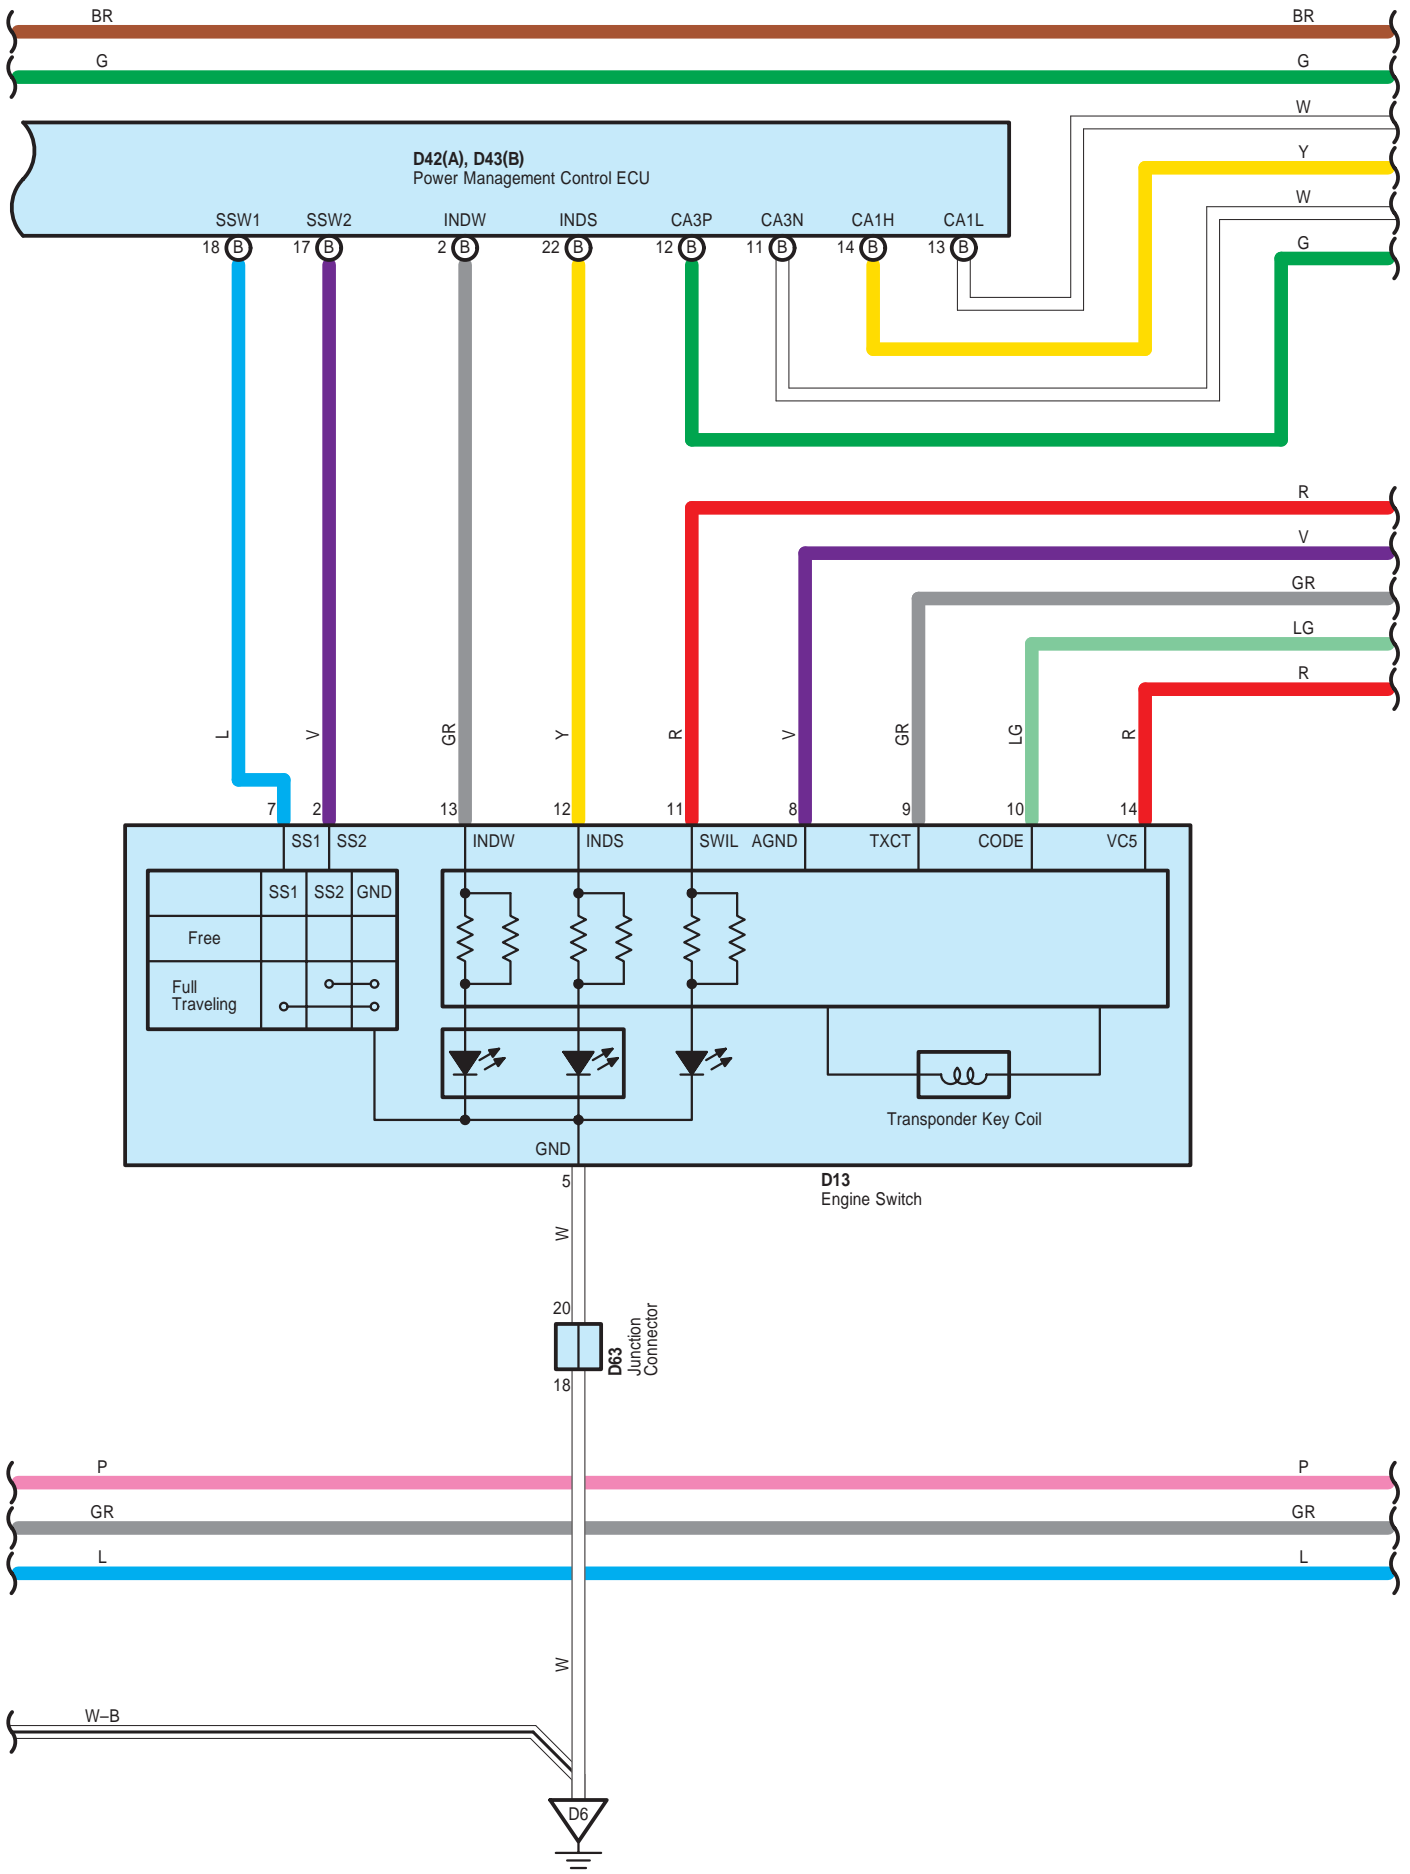 BR BR
G G
W
Y
W
G
D42(A), D43(B)
Power Management Control ECU
SSW1 SSW2 INDW INDS CA3P CA3N CA1H CA1L
18 B 17 B 2 B 22 B 12 B 11 B 14 B 13 B
R
V
GR
LG
R
L V GR Y R V GR LG R
7 2 13 12 11 8 9 10 14
SS1 SS2 INDW INDS SWIL AGND TXCT CODE VC5
SS1 SS2 GND
Free
Full
Traveling
Transponder Key Coil
GND
5
D13
Engine Switch
W
20
D63
Junction
Connector
18
P P
GR GR
L L
W
W–B
D6